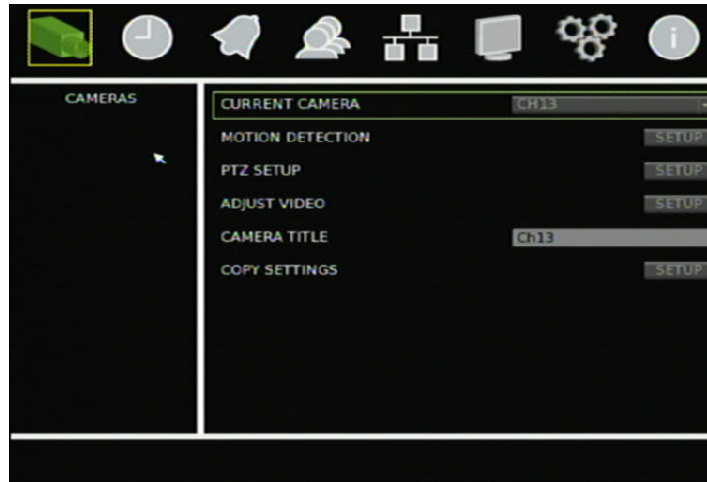 CAMERAS
CURRENT CAMERA CH13
MOTION DETECTION SETUP
PTZ SETUP SETUP
ADJUST VIDEO SETUP
CAMERA TITLE Ch13
COPY SETTINGS SETUP